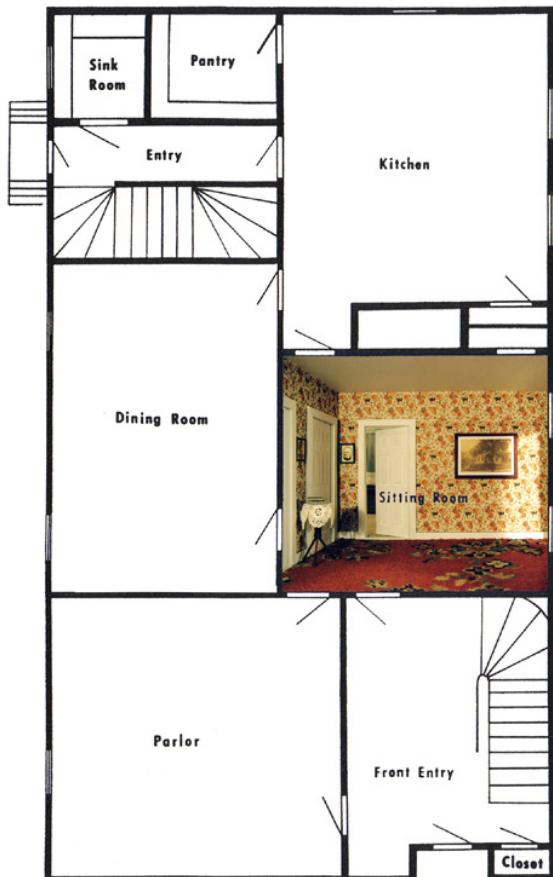 Sink
Room
Pantry
Entry
Kitchen
Dining Room
Sitting Room
Parlor
Front Entry
Closet